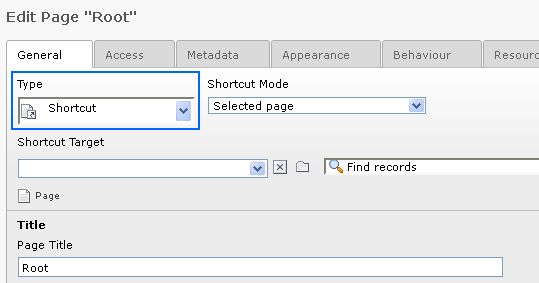 Edit Page "Root"
General Access Metadata Appearance Behaviour Resourc
Type Shortcut Mode
Shortcut Selected page
Shortcut Target
Find records
Page
Title
Page Title
Root